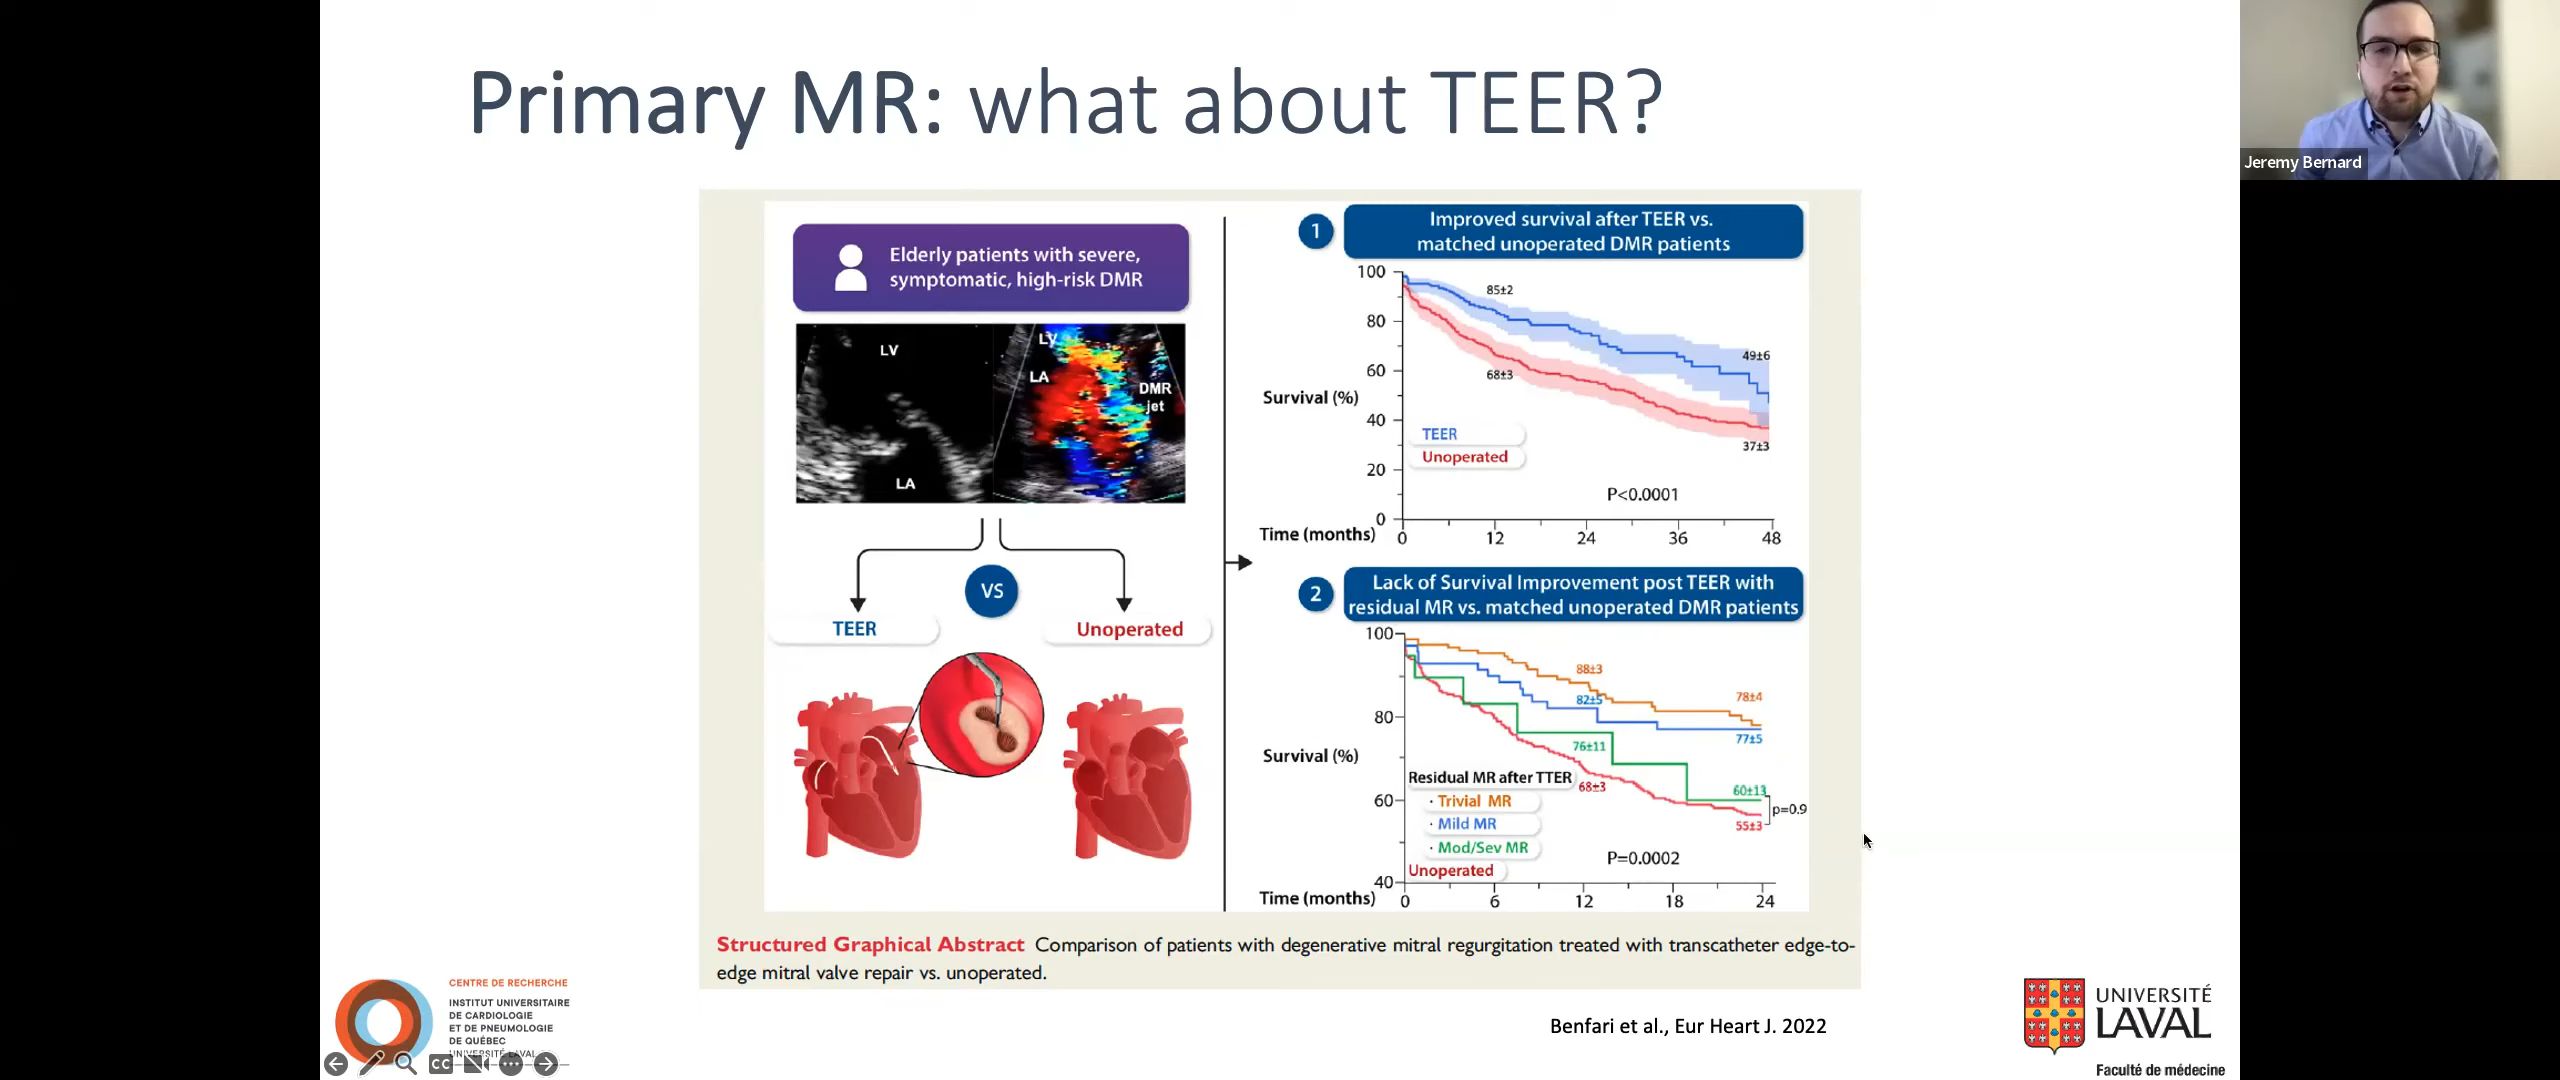 Primary MR: what about TEER?
Jeremy Bernard
Elderly patients with severe,
symptomatic, high-risk DMR
LV
LA
LV
LA
DMR
jet
VS
TEER
Unoperated
1
Improved survival after TEER vs.
matched unoperated DMR patients
100
80
60
40
20
0
Survival (%)
85±2
68±3
49±6
37±3
TEER
Unoperated
P<0.0001
Time (months)
0 12 24 36 48
2
Lack of Survival Improvement post TEER with
residual MR vs. matched unoperated DMR patients
100
80
60
40
Survival (%)
88±3
82±5
76±11
68±3
78±4
77±5
60±13
55±3
p=0.9
Residual MR after TTER
· Trivial MR
· Mild MR
· Mod/Sev MR
Unoperated
P=0.0002
Time (months)
0 6 12 18 24
Structured Graphical Abstract Comparison of patients with degenerative mitral regurgitation treated with transcatheter edge-to-
edge mitral valve repair vs. unoperated.
Benfari et al., Eur Heart J. 2022
CENTRE DE RECHERCHE
INSTITUT UNIVERSITAIRE
DE CARDIOLOGIE
ET DE PNEUMOLOGIE
DE QUÉBEC
UNIVERSITÉ LAVAL
CC
UNIVERSITÉ
LAVAL
Faculté de médecine